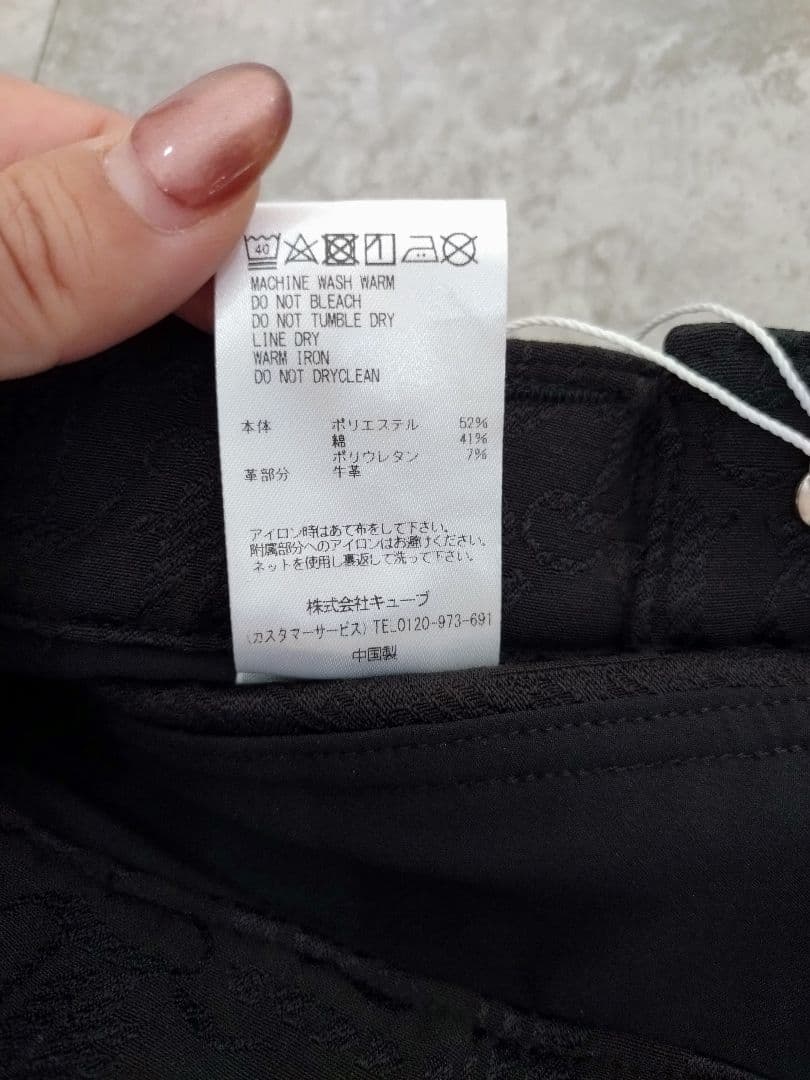 40
MACHINE WASH WARM
DO NOT BLEACH
DO NOT TUMBLE DRY
LINE DRY
WARM IRON
DO NOT DRYCLEAN
本体 ポリエステル 52%
綿 41%
ポリウレタン 7%
革部分 牛革
アイロン時はあて布をして下さい。
附属部分へのアイロンはお避けください。
ネットを使用し裏返して洗って下さい。
株式会社キューブ
(カスタマーサービス) TEL0120-973-691
中国製